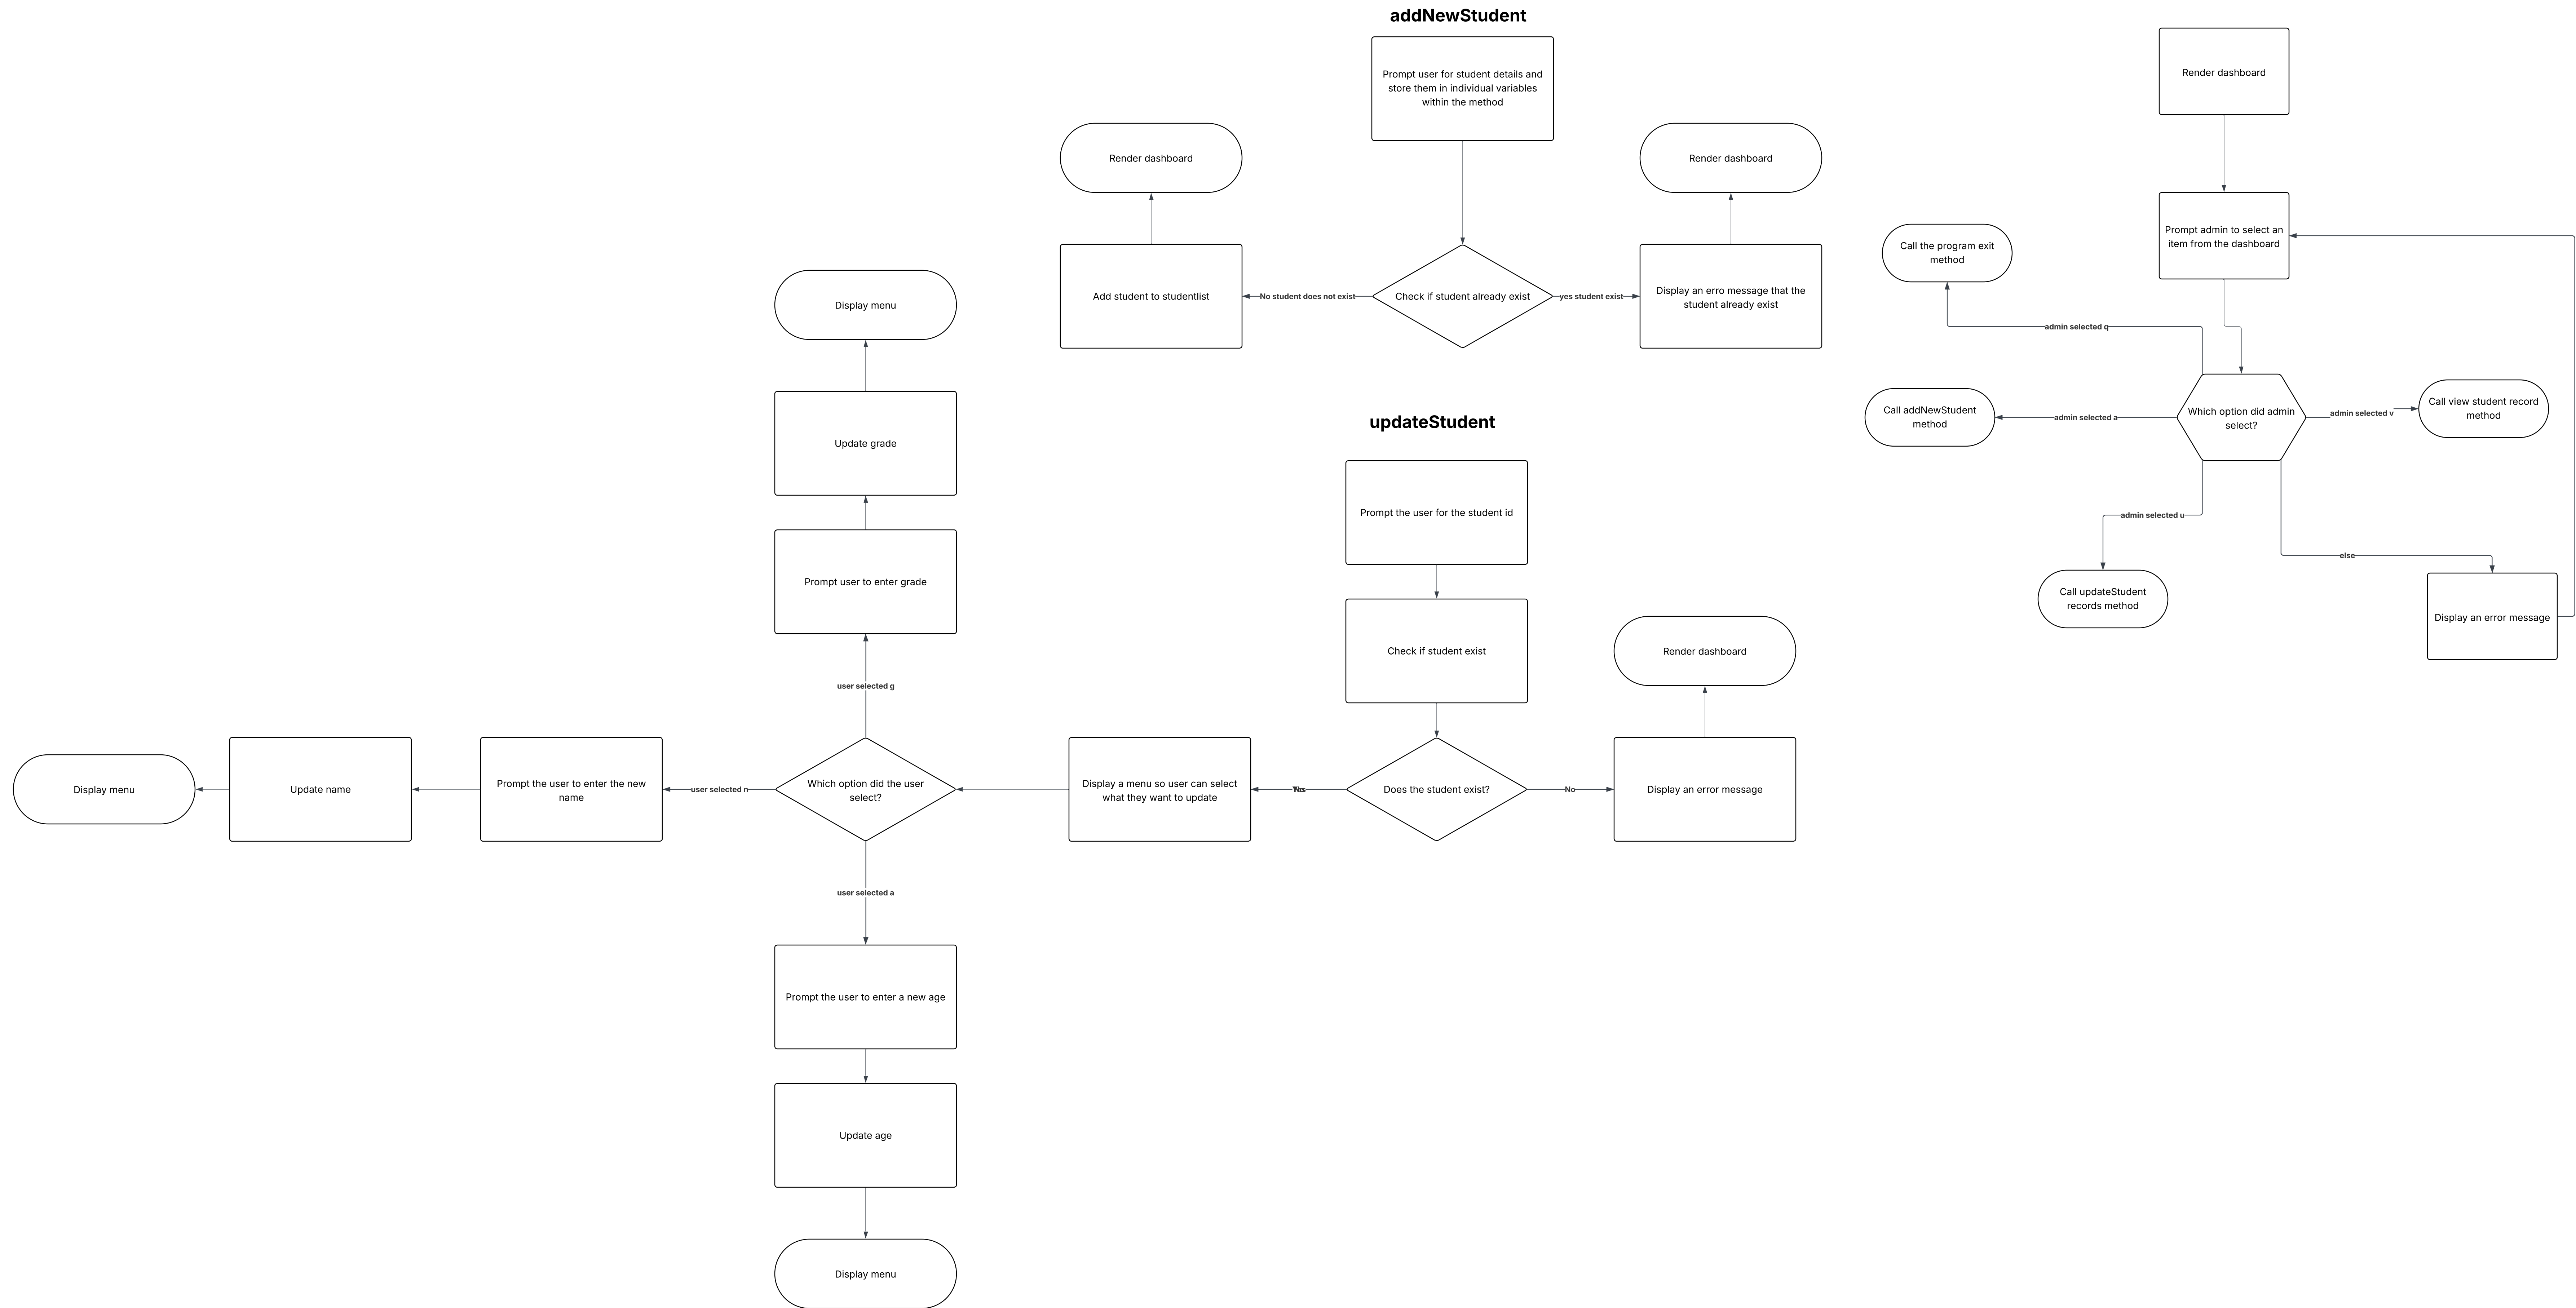 addNewStudent
Prompt user for student details and
store them in individual variables
within the method
Render dashboard
Render dashboard
Add student to studentlist
No student does not exist
Check if student already exist
yes student exist
Display an erro message that the
student already exist
Render dashboard
Prompt admin to select an
item from the dashboard
Call the program exit
method
admin selected q
Call addNewStudent
method
admin selected a
Which option did admin
select?
admin selected v
Call view student record
method
admin selected u
else
Call updateStudent
records method
Display an error message
updateStudent
Prompt the user for the student id
Check if student exist
Render dashboard
Does the student exist?
No
Display an error message
Display a menu so user can select
what they want to update
Which option did the user
select?
user selected g
Prompt user to enter grade
Update grade
Display menu
user selected n
Prompt the user to enter the new
name
Update name
Display menu
user selected a
Prompt the user to enter a new age
Update age
Display menu